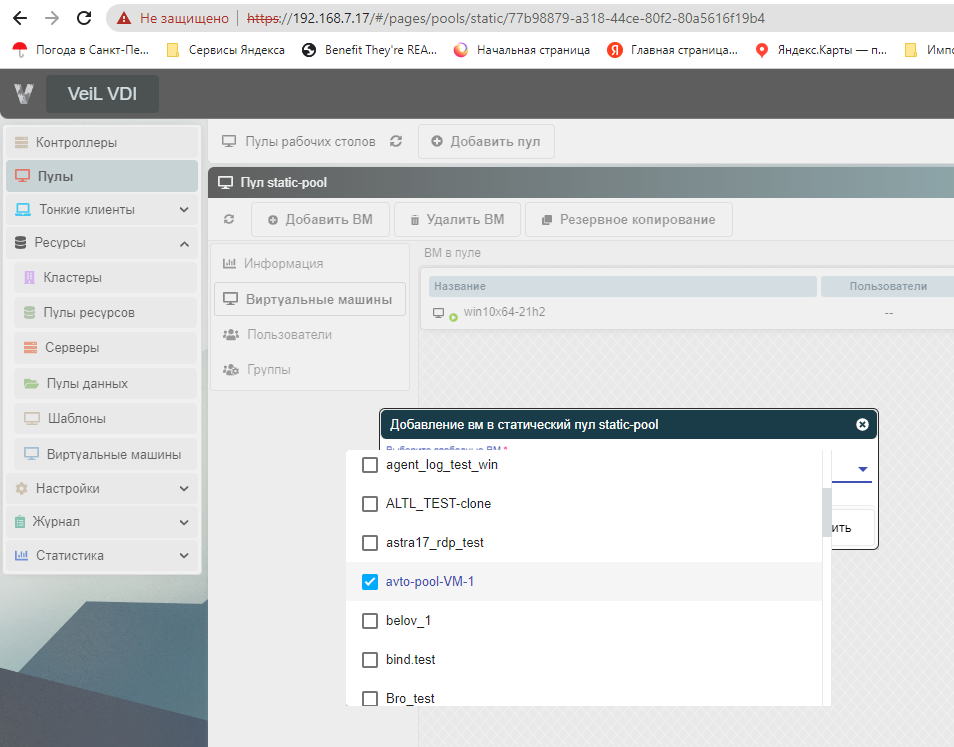 Не защищено https://192.168.7.17/#/pages/pools/static/77b98879-a318-44ce-80f2-80a5616f19b4
Погода в Санкт-Пе... Сервисы Яндекса Benefit They're REA... Начальная страница Главная страница... Яндекс.Карты — п... Импо
VeiL VDI
Контроллеры
Пулы
Тонкие клиенты
Ресурсы
Кластеры
Пулы ресурсов
Серверы
Пулы данных
Шаблоны
Виртуальные машины
Настройки
Журнал
Статистика
Пулы рабочих столов Добавить пул
Пул static-pool
Добавить ВМ Удалить ВМ Резервное копирование
Информация
Виртуальные машины
Пользователи
Группы
ВМ в пуле
Название Пользователи
win10x64-21h2 --
Добавление вм в статический пул static-pool
Выберите свободные ВМ *
agent_log_test_win
ALTL_TEST-clone
astra17_rdp_test
avto-pool-VM-1
belov_1
bind.test
Bro_test
ить